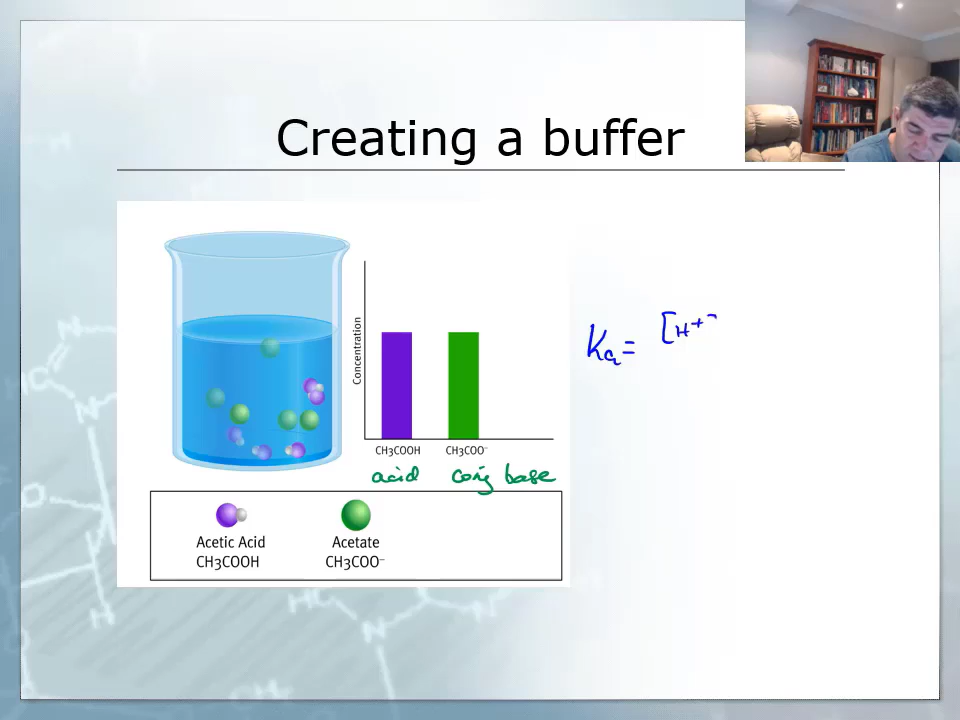 Creating a buffer
Concentration
CH3COOH CH3COO⁻
acid conj base
Ka = [H+]
Acetic Acid Acetate
CH3COOH CH3COO⁻